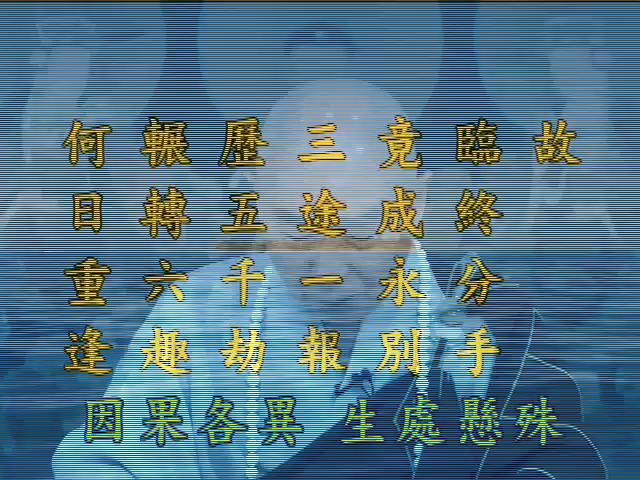 故
臨終分手
竟成永別
三途一報
歷五千劫
輾轉六趣
何日重逢
因果各異 生處懸殊